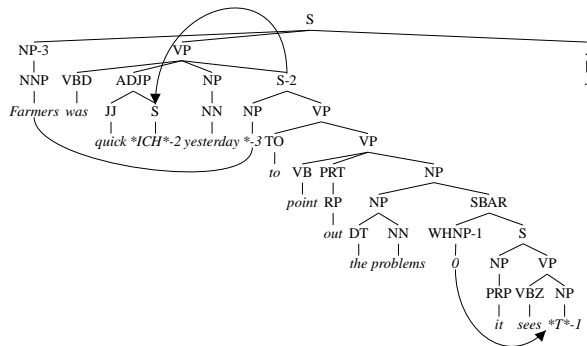 S
NP-3 VP .
NNP VBD ADJP NP S-2
Farmers was JJ S NN NP VP
quick *ICH*-2 yesterday *-3 TO VP
to VB PRT NP
point RP NP SBAR
out DT NN WHNP-1 S
the problems 0 NP VP
PRP VBZ NP
it sees *T*-1